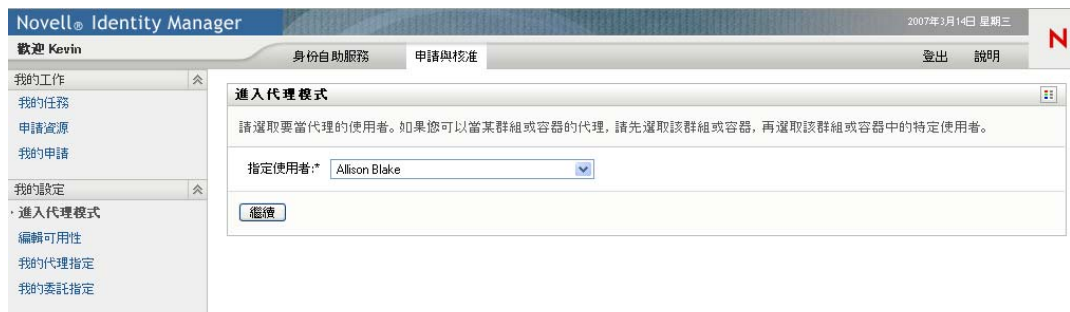 Novell® Identity Manager
2007年3月14日 星期三
歡迎 Kevin
身份自助服務
申請與核准
登出
說明
N
我的工作
我的任務
申請資源
我的申請
我的設定
進入代理模式
編輯可用性
我的代理指定
我的委託指定
進入代理模式
請選取要當代理的使用者。如果您可以當某群組或容器的代理, 請先選取該群組或容器, 再選取該群組或容器中的特定使用者。
指定使用者:* Allison Blake
繼續